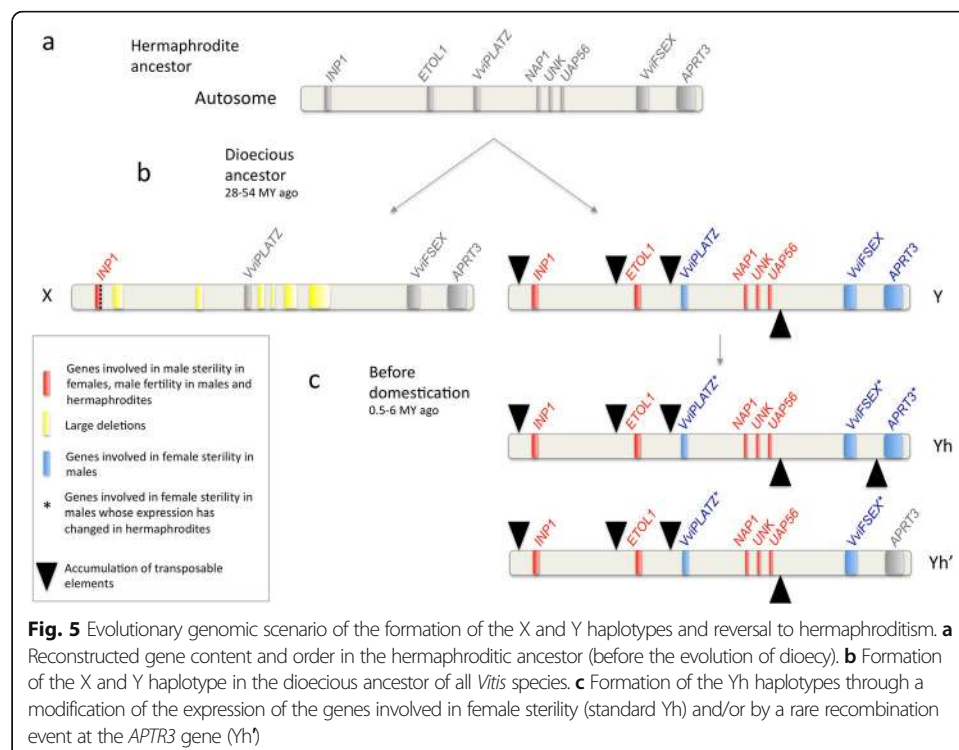 a
Hermaphrodite
ancestor
Autosome
INP1
ETOL1
VviPLATZ
NAP1
UNK
UAP56
VviFSEX
APRT3
b
Dioecious
ancestor
28-54 MY ago
X
INP1
VviPLATZ
VviFSEX
APRT3
INP1
ETOL1
VviPLATZ
NAP1
UNK
UAP56
VviFSEX
APRT3
Y
Genes involved in male sterility in
females, male fertility in males and
hermaphrodites
Large deletions
Genes involved in female sterility in
males
*
Genes involved in female sterility in
males whose expression has
changed in hermaphrodites
Accumulation of transposable
elements
c
Before
domestication
0.5-6 MY ago
INP1
ETOL1
VviPLATZ*
NAP1
UNK
UAP56
VviFSEX*
APRT3*
Yh
INP1
ETOL1
VviPLATZ*
NAP1
UNK
UAP56
VviFSEX*
APRT3
Yh'
Fig. 5 Evolutionary genomic scenario of the formation of the X and Y haplotypes and reversal to hermaphroditism. a
Reconstructed gene content and order in the hermaphroditic ancestor (before the evolution of dioecy). b Formation
of the X and Y haplotype in the dioecious ancestor of all Vitis species. c Formation of the Yh haplotypes through a
modification of the expression of the genes involved in female sterility (standard Yh) and/or by a rare recombination
event at the APTR3 gene (Yh')